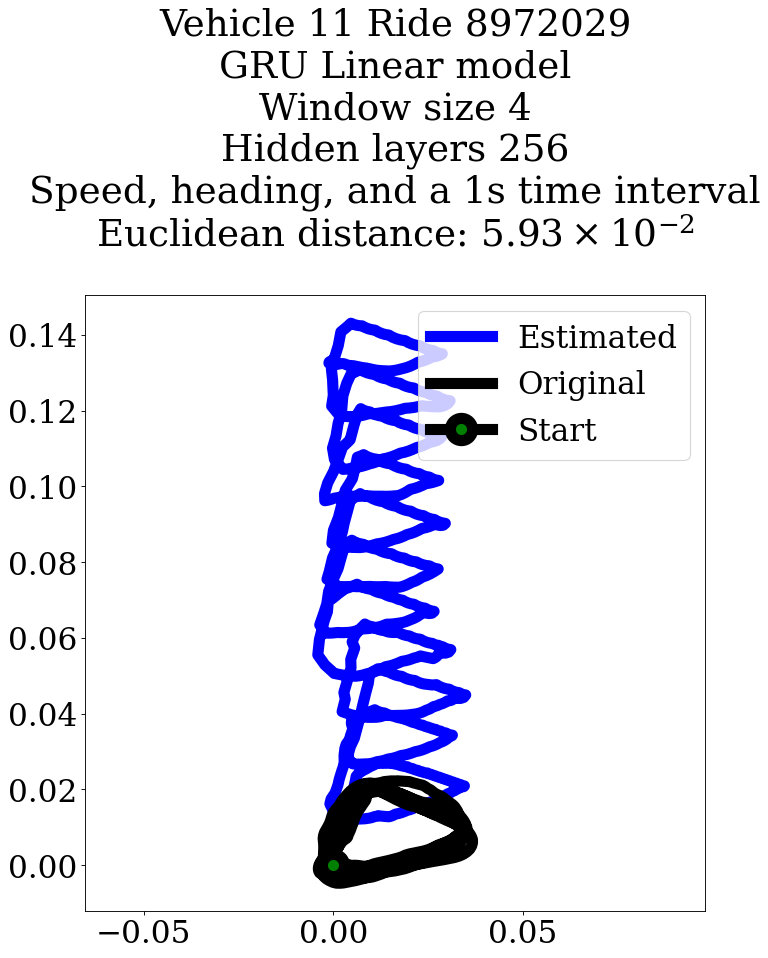 Vehicle 11 Ride 8972029
GRU Linear model
Window size 4
Hidden layers 256
Speed, heading, and a 1s time interval
Euclidean distance: 5.93 × 10⁻²
Estimated
Original
Start
0.14
0.12
0.10
0.08
0.06
0.04
0.02
0.00
−0.05
0.00
0.05